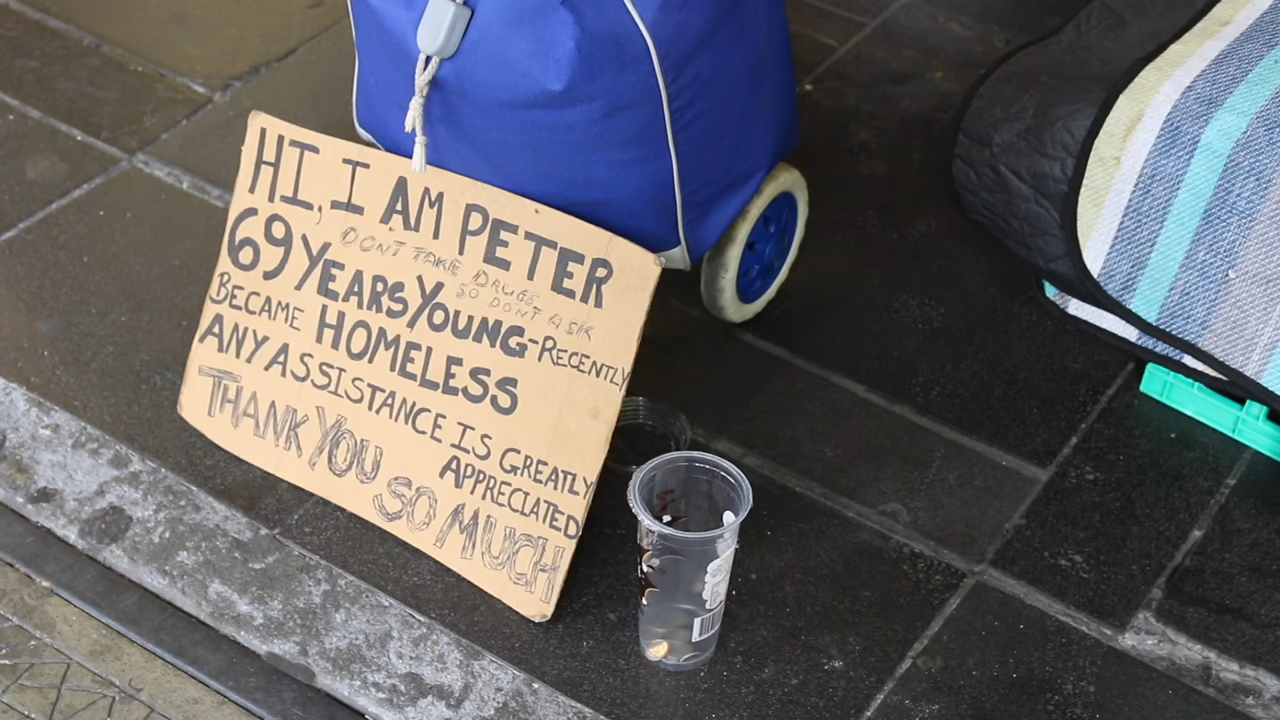 HI, I AM PETER
DONT TAKE DRUGS
SO DONT ASK
69 YEARS YOUNG-RECENTLY
BECAME HOMELESS
ANY ASSISTANCE IS GREATLY
APPRECIATED
THANK YOU
SO MUCH